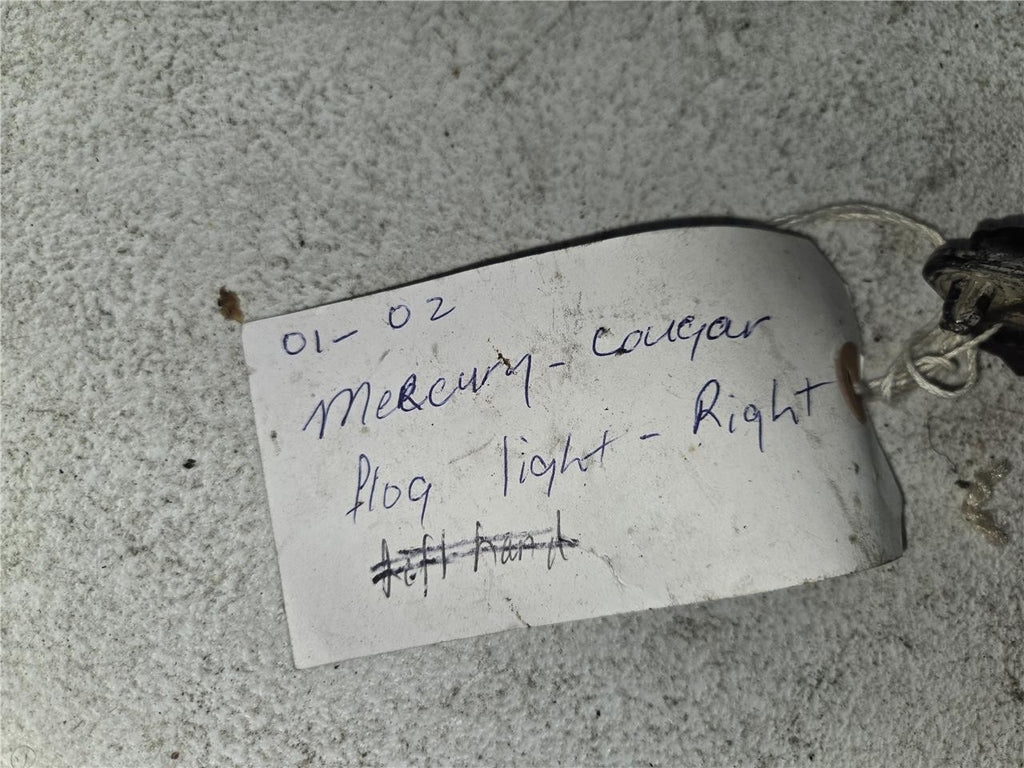 01- 02
Mercury - cougar
flog light - Right
Left hand